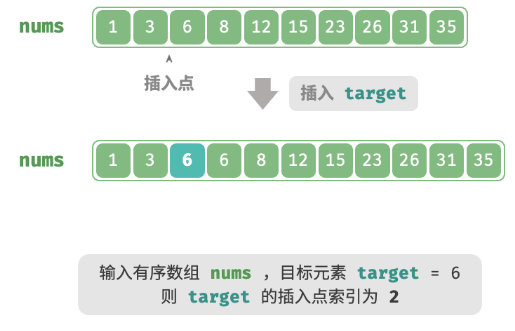 nums 1 3 6 8 12 15 23 26 31 35
插入点
插入 target
nums 1 3 6 6 8 12 15 23 26 31 35
输入有序数组 nums ，目标元素 target = 6
则 target 的插入点索引为 2